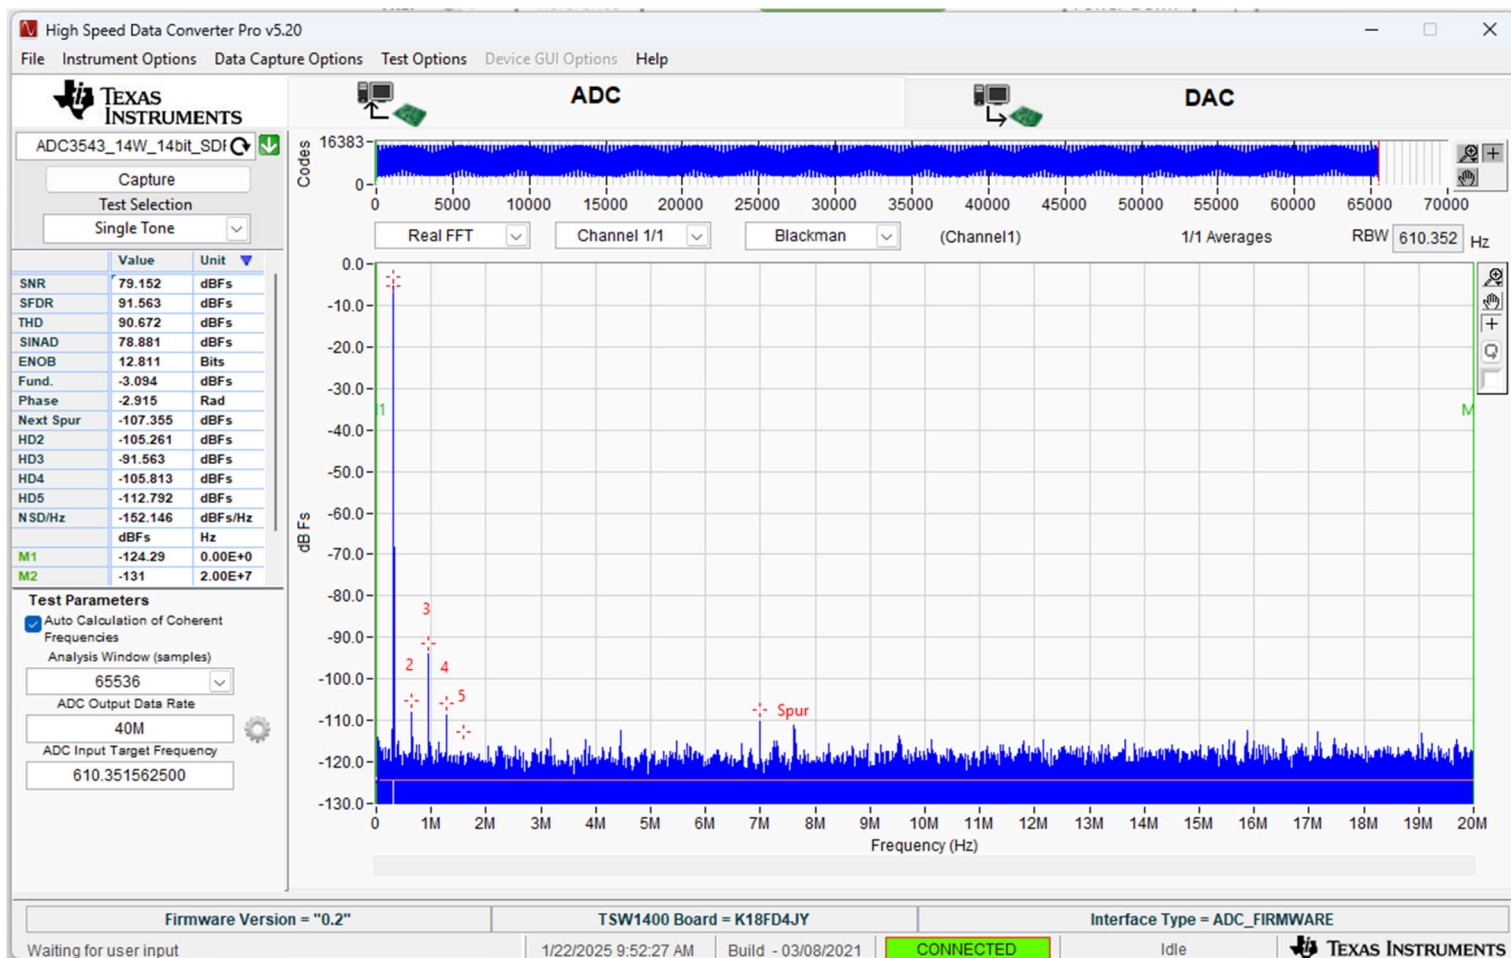 High Speed Data Converter Pro v5.20
File Instrument Options Data Capture Options Test Options Device GUI Options Help
TEXAS INSTRUMENTS
ADC
DAC
ADC3543_14W_14bit_SDR
Capture
Test Selection
Single Tone
Value Unit
SNR 79.152 dBFs
SFDR 91.563 dBFs
THD 90.672 dBFs
SINAD 78.881 dBFs
ENOB 12.811 Bits
Fund. -3.094 dBFs
Phase -2.915 Rad
Next Spur -107.355 dBFs
HD2 -105.261 dBFs
HD3 -91.563 dBFs
HD4 -105.813 dBFs
HD5 -112.792 dBFs
NSD/Hz -152.146 dBFs/Hz
dBFs Hz
M1 -124.29 0.00E+0
M2 -131 2.00E+7
Test Parameters
Auto Calculation of Coherent
Frequencies
Analysis Window (samples)
65536
ADC Output Data Rate
40M
ADC Input Target Frequency
610.351562500
Codes
16383
0
0 5000 10000 15000 20000 25000 30000 35000 40000 45000 50000 55000 60000 65000 70000
Real FFT Channel 1/1 Blackman (Channel1) 1/1 Averages RBW 610.352 Hz
dBFs
0.0
-10.0
-20.0
-30.0
-40.0
-50.0
-60.0
-70.0
-80.0
-90.0
-100.0
-110.0
-120.0
-130.0
1 M
3
2 4
5
Spur
0 1M 2M 3M 4M 5M 6M 7M 8M 9M 10M 11M 12M 13M 14M 15M 16M 17M 18M 19M 20M
Frequency (Hz)
Firmware Version = "0.2" TSW1400 Board = K18FD4JY Interface Type = ADC_FIRMWARE
Waiting for user input 1/22/2025 9:52:27 AM Build - 03/08/2021 CONNECTED Idle TEXAS INSTRUMENTS